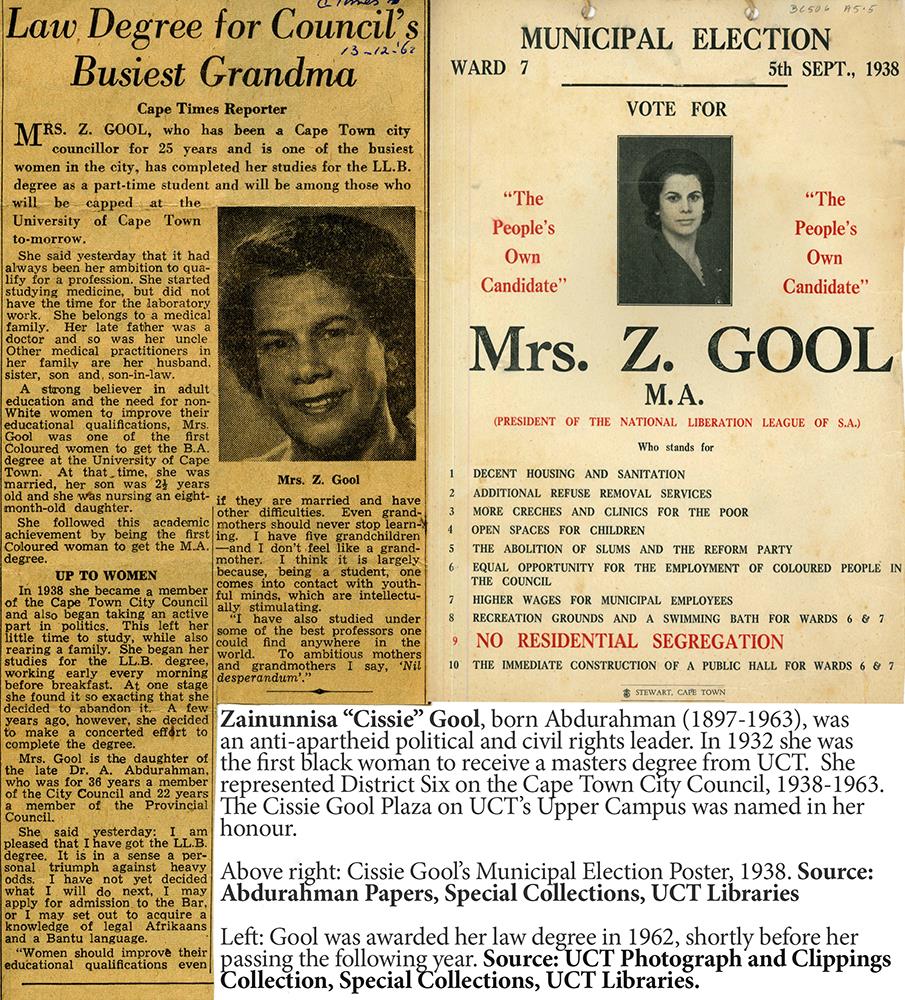 Law Degree for Council's
13-12-62
Busiest Grandma
Cape Times Reporter
MRS. Z. GOOL, who has been a Cape Town city
councillor for 25 years and is one of the busiest
women in the city, has completed her studies for the LL.B.
degree as a part-time student and will be among those who
will be capped at the
University of Cape Town
to-morrow.
She said yesterday that it had
always been her ambition to qua-
lify for a profession. She started
studying medicine, but did not
have the time for the laboratory
work. She belongs to a medical
family. Her late father was a
doctor and so was her uncle
Other medical practitioners in
her family are her husband,
sister, son and son-in-law.
A strong believer in adult
education and the need for non-
White women to improve their
educational qualifications, Mrs.
Gool was one of the first
Coloured women to get the B.A.
degree at the University of Cape
Town. At that time, she was
married, her son was 2½ years
old and she was nursing an eight-
month-old daughter.
She followed this academic
achievement by being the first
Coloured woman to get the M.A.
degree.
UP TO WOMEN
In 1938 she became a member
of the Cape Town City Council
and also began taking an active
part in politics. This left her
little time to study, while also
rearing a family. She began her
studies for the LL.B. degree,
working early every morning
before breakfast. At one stage
she found it so exacting that she
decided to abandon it. A few
years ago, however, she decided
to make a concerted effort to
complete the degree.
Mrs. Gool is the daughter of
the late Dr. A. Abdurahman,
who was for 36 years a member
of the City Council and 22 years
a member of the Provincial
Council.
She said yesterday: I am
pleased that I have got the LL.B.
degree. It is in a sense a per-
sonal triumph against heavy
odds. I have not yet decided
what I will do next, I may
apply for admission to the Bar,
or I may set out to acquire a
knowledge of legal Afrikaans
and a Bantu language.
"Women should improve their
educational qualifications even
Mrs. Z. Gool
if they are married and have
other difficulties. Even grand-
mothers should never stop learn-
ing. I have five grandchildren
—and I don't feel like a grand-
mother. I think it is largely
because, being a student, one
comes into contact with youth-
ful minds, which are intellectu-
ally stimulating.
"I have also studied under
some of the best professors one
could find anywhere in the
world. To ambitious mothers
and grandmothers I say, 'Nil
desperandum'."
BC506 A5.5
MUNICIPAL ELECTION
WARD 7 5th SEPT., 1938
VOTE FOR
"The
People's
Own
Candidate"
"The
People's
Own
Candidate"
Mrs. Z. GOOL
M.A.
(PRESIDENT OF THE NATIONAL LIBERATION LEAGUE OF S.A.)
Who stands for
1 DECENT HOUSING AND SANITATION
2 ADDITIONAL REFUSE REMOVAL SERVICES
3 MORE CRECHES AND CLINICS FOR THE POOR
4 OPEN SPACES FOR CHILDREN
5 THE ABOLITION OF SLUMS AND THE REFORM PARTY
6 EQUAL OPPORTUNITY FOR THE EMPLOYMENT OF COLOURED PEOPLE IN
THE COUNCIL
7 HIGHER WAGES FOR MUNICIPAL EMPLOYEES
8 RECREATION GROUNDS AND A SWIMMING BATH FOR WARDS 6 & 7
9 NO RESIDENTIAL SEGREGATION
10 THE IMMEDIATE CONSTRUCTION OF A PUBLIC HALL FOR WARDS 6 & 7
STEWART, CAPE TOWN
Zainunnisa "Cissie" Gool, born Abdurahman (1897-1963), was
an anti-apartheid political and civil rights leader. In 1932 she was
the first black woman to receive a masters degree from UCT. She
represented District Six on the Cape Town City Council, 1938-1963.
The Cissie Gool Plaza on UCT's Upper Campus was named in her
honour.
Above right: Cissie Gool's Municipal Election Poster, 1938. Source:
Abdurahman Papers, Special Collections, UCT Libraries
Left: Gool was awarded her law degree in 1962, shortly before her
passing the following year. Source: UCT Photograph and Clippings
Collection, Special Collections, UCT Libraries.